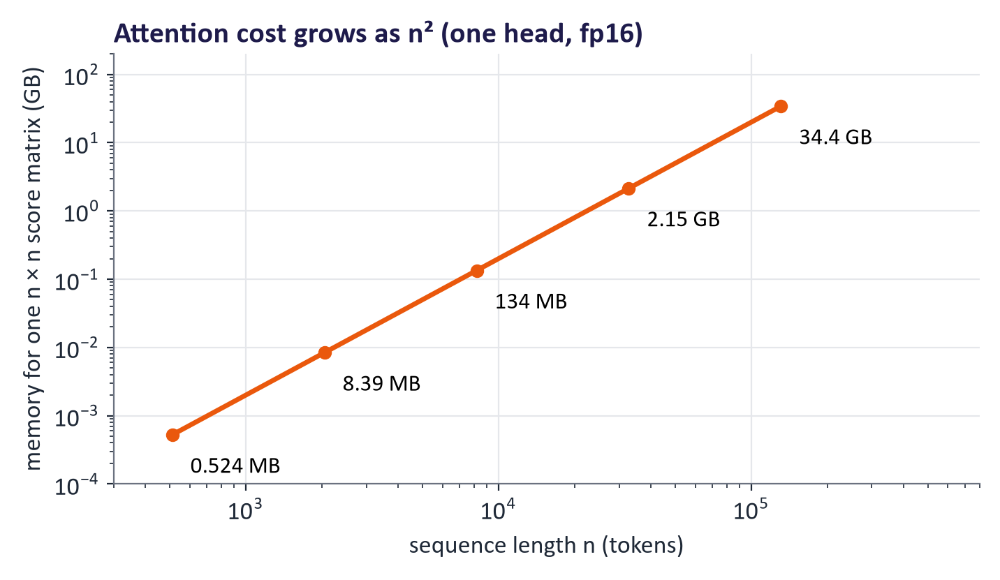 Attention cost grows as n² (one head, fp16)
memory for one n × n score matrix (GB)
10²
10¹
10⁰
10⁻¹
10⁻²
10⁻³
10⁻⁴
34.4 GB
2.15 GB
134 MB
8.39 MB
0.524 MB
10³ 10⁴ 10⁵
sequence length n (tokens)